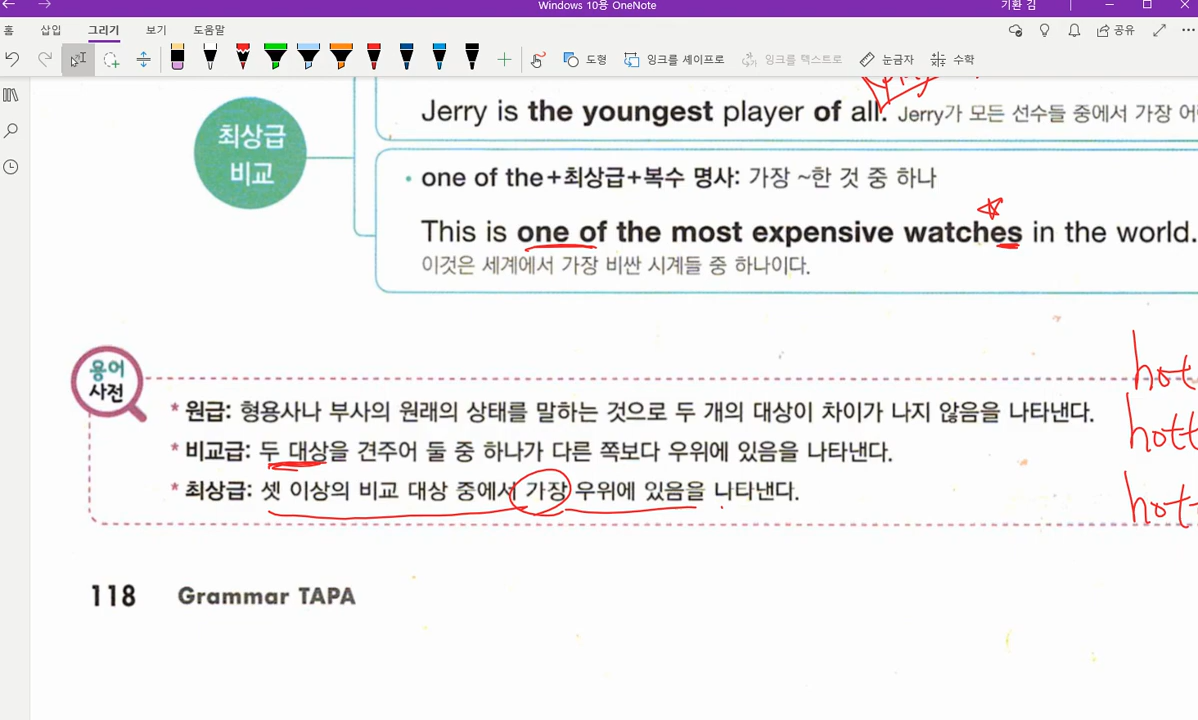 Windows 10용 OneNote
기환 김
홈 삽입 그리기 보기 도움말
공유
도형 잉크를 셰이프로 잉크를 텍스트로 눈금자 수학
최상급
비교
Jerry is the youngest player of all. Jerry가 모든 선수들 중에서 가장
• one of the+최상급+복수 명사: 가장 ~한 것 중 하나
This is one of the most expensive watches in the world.
이것은 세계에서 가장 비싼 시계들 중 하나이다.
용어
사전
* 원급: 형용사나 부사의 원래의 상태를 말하는 것으로 두 개의 대상이 차이가 나지 않음을 나타낸다.
* 비교급: 두 대상을 견주어 둘 중 하나가 다른 쪽보다 우위에 있음을 나타낸다.
* 최상급: 셋 이상의 비교 대상 중에서 가장 우위에 있음을 나타낸다.
hot
hott
hott
118 Grammar TAPA